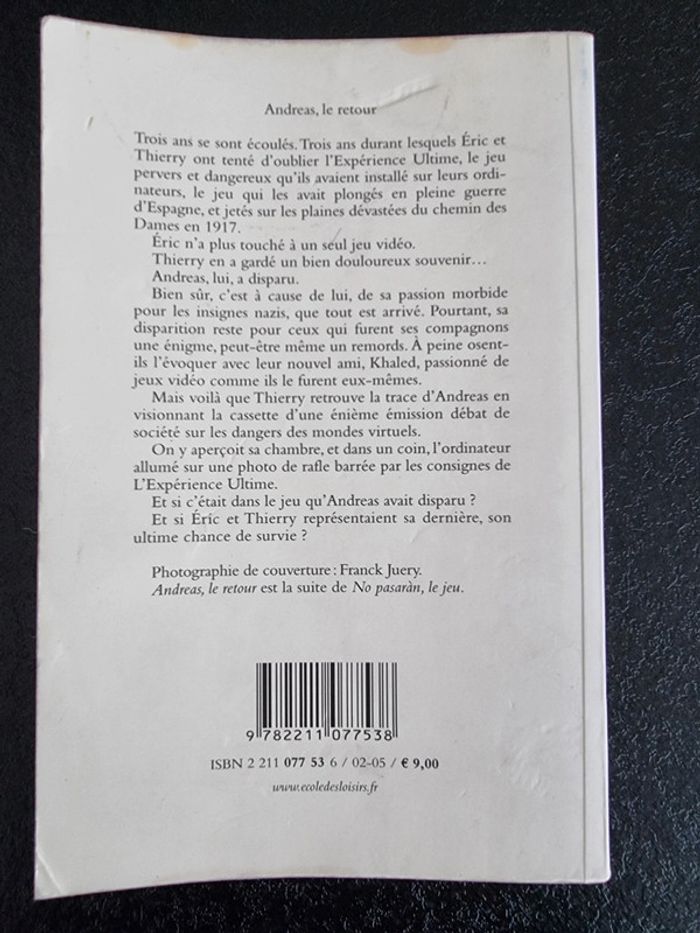 Andreas, le retour
Trois ans se sont écoulés. Trois ans durant lesquels Éric et
Thierry ont tenté d'oublier l'Expérience Ultime, le jeu
pervers et dangereux qu'ils avaient installé sur leurs ordi-
nateurs, le jeu qui les avait plongés en pleine guerre
d'Espagne, et jetés sur les plaines dévastées du chemin des
Dames en 1917.
Éric n'a plus touché à un seul jeu vidéo.
Thierry en a gardé un bien douloureux souvenir…
Andreas, lui, a disparu.
Bien sûr, c'est à cause de lui, de sa passion morbide
pour les insignes nazis, que tout est arrivé. Pourtant, sa
disparition reste pour ceux qui furent ses compagnons
une énigme, peut-être même un remords. À peine osent-
ils l'évoquer avec leur nouvel ami, Khaled, passionné de
jeux vidéo comme ils le furent eux-mêmes.
Mais voilà que Thierry retrouve la trace d'Andreas en
visionnant la cassette d'une énième émission débat de
société sur les dangers des mondes virtuels.
On y aperçoit sa chambre, et dans un coin, l'ordinateur
allumé sur une photo de rafle barrée par les consignes de
L'Expérience Ultime.
Et si c'était dans le jeu qu'Andreas avait disparu ?
Et si Éric et Thierry représentaient sa dernière, son
ultime chance de survie ?
Photographie de couverture : Franck Juery.
Andreas, le retour est la suite de No pasaràn, le jeu.
9 782211 077538
ISBN 2 211 077 53 6 / 02-05 / € 9,00
www.ecoledesloisirs.fr